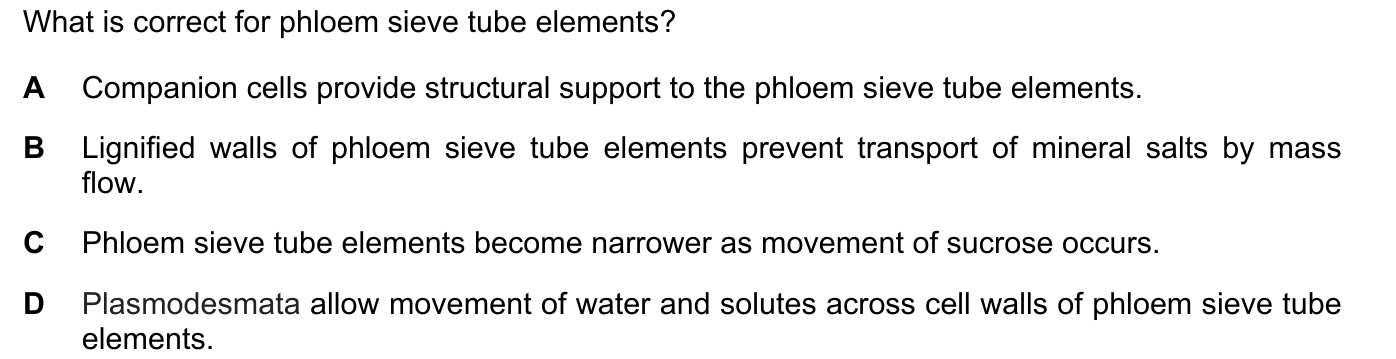 What is correct for phloem sieve tube elements?
A Companion cells provide structural support to the phloem sieve tube elements.
B Lignified walls of phloem sieve tube elements prevent transport of mineral salts by mass
flow.
C Phloem sieve tube elements become narrower as movement of sucrose occurs.
D Plasmodesmata allow movement of water and solutes across cell walls of phloem sieve tube
elements.